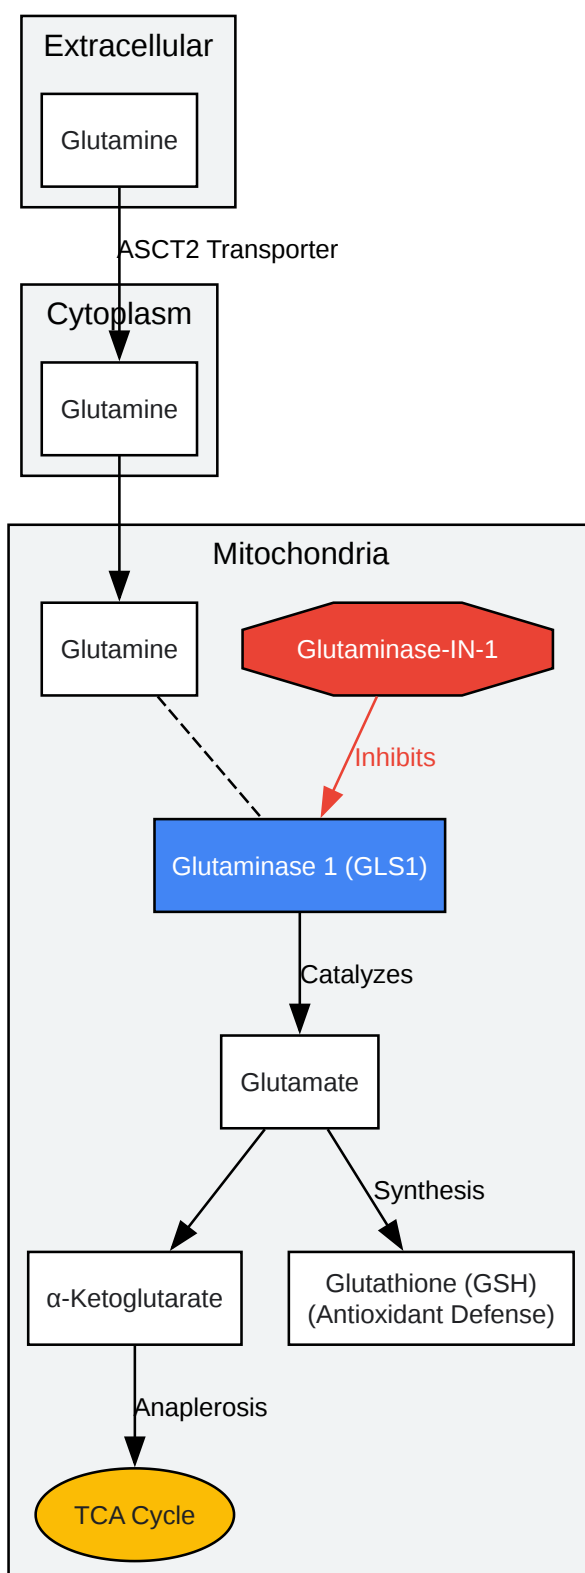 Extracellular
Glutamine
ASCT2 Transporter
Cytoplasm
Glutamine
Mitochondria
Glutamine
Glutaminase-IN-1
Inhibits
Glutaminase 1 (GLS1)
Catalyzes
Glutamate
Synthesis
α-Ketoglutarate
Glutathione (GSH)
(Antioxidant Defense)
Anaplerosis
TCA Cycle